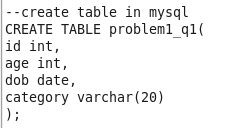 --create table in mysql
CREATE TABLE problem1_q1(
id int,
age int,
dob date,
category varchar(20)
);